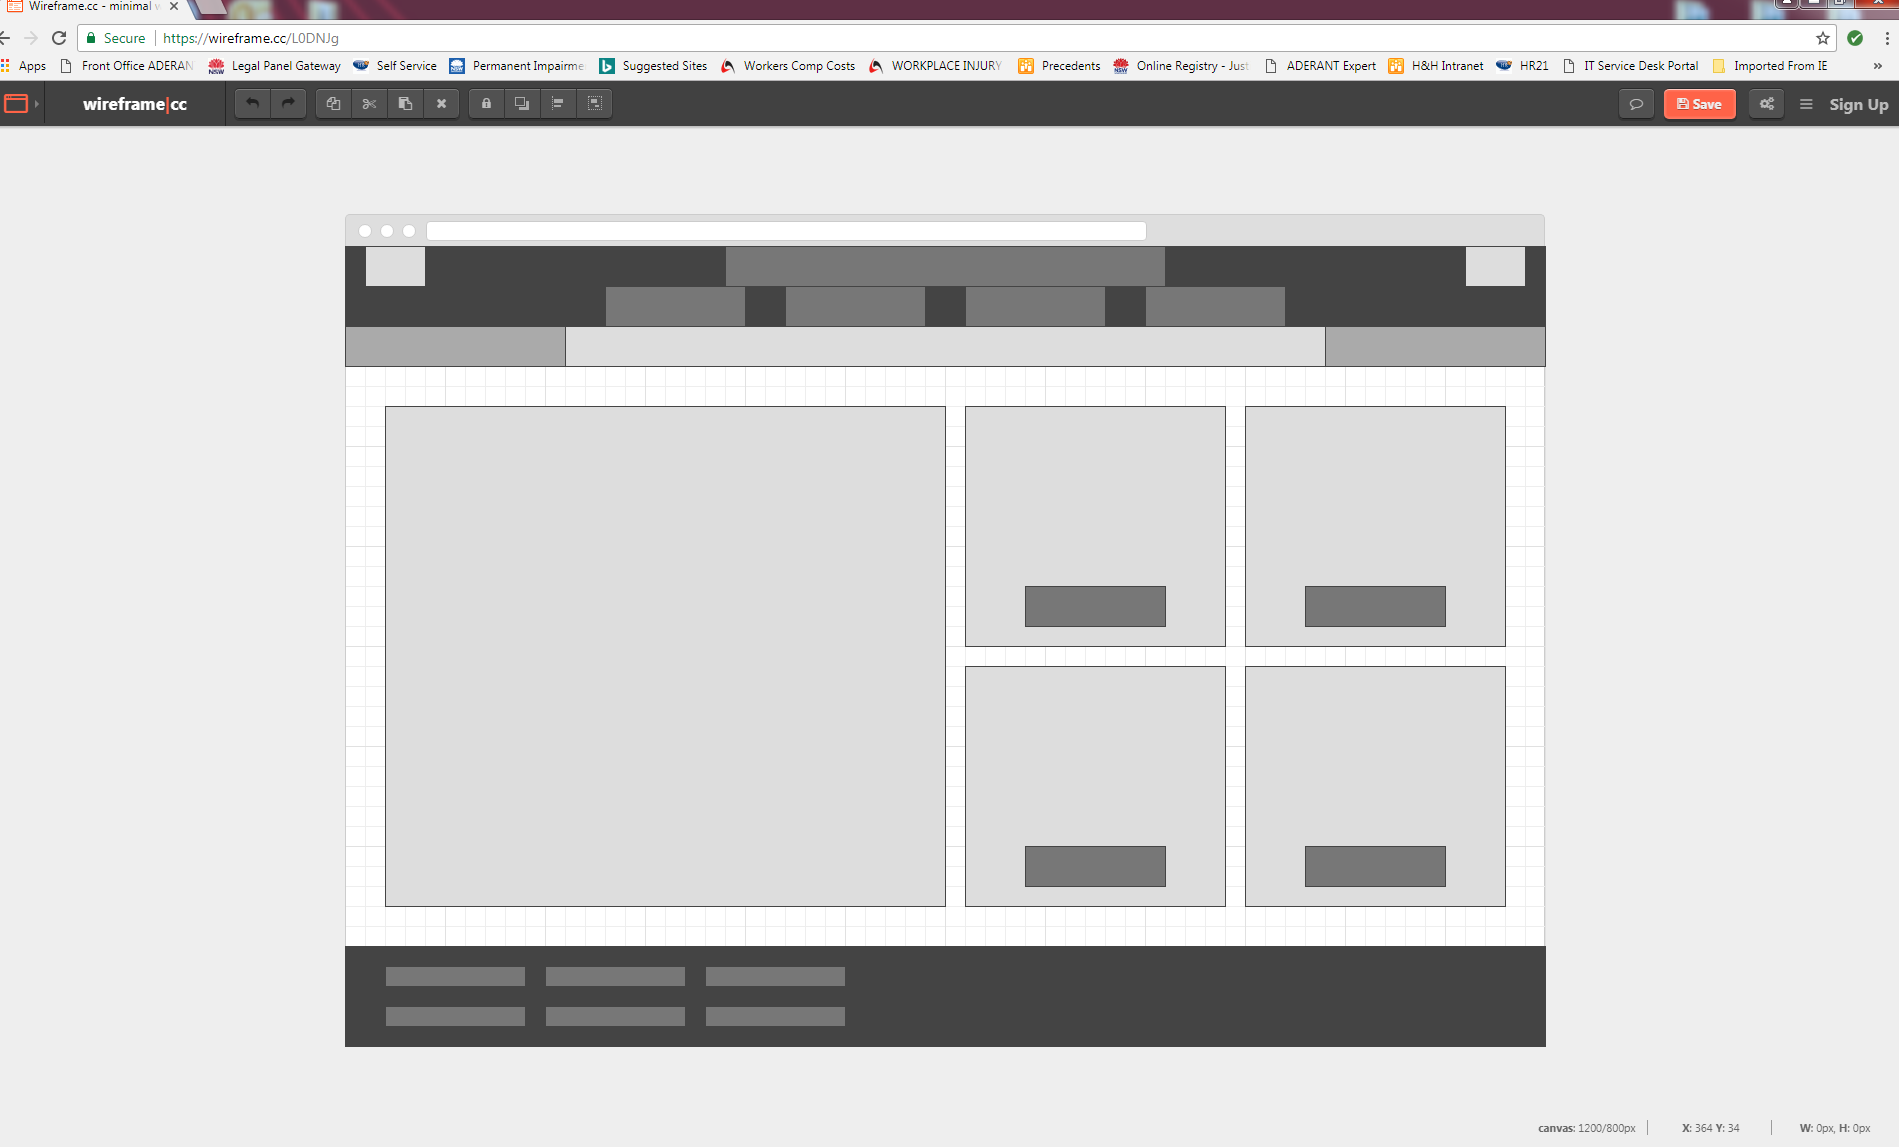 Wireframe.cc - minimal w
Secure https://wireframe.cc/L0DNJg
Apps Front Office ADERAN Legal Panel Gateway Self Service Permanent Impairme Suggested Sites Workers Comp Costs WORKPLACE INJURY Precedents Online Registry - Just ADERANT Expert H&H Intranet HR21 IT Service Desk Portal Imported From IE »
wireframe|cc Save Sign Up
canvas: 1200/800px X: 364 Y: 34 W: 0px, H: 0px